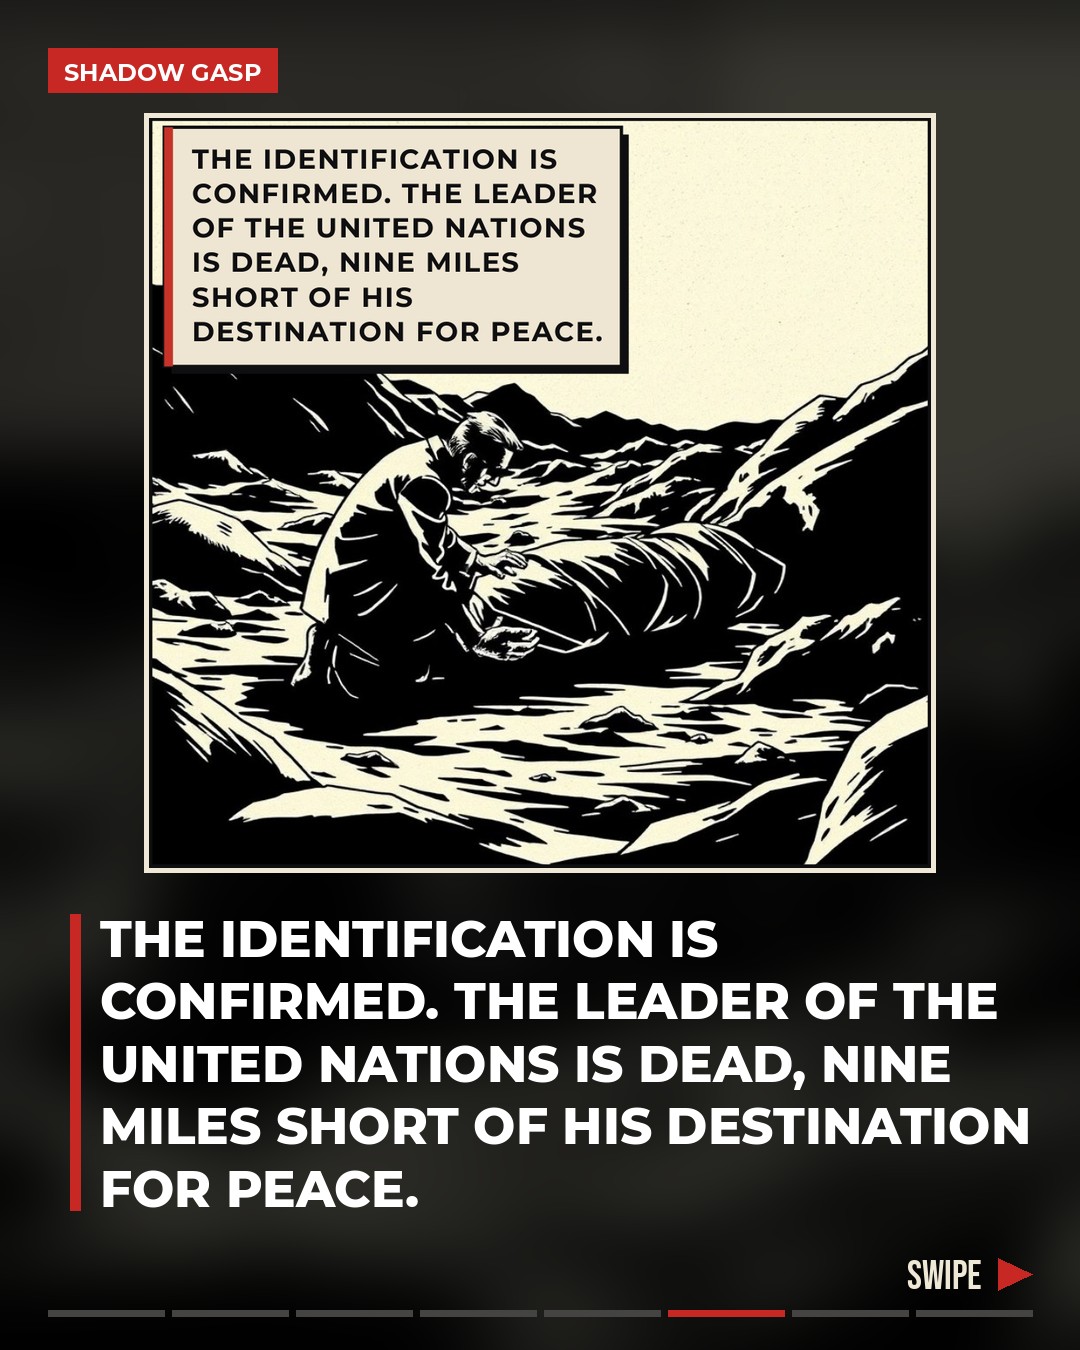 SHADOW GASP
THE IDENTIFICATION IS
CONFIRMED. THE LEADER
OF THE UNITED NATIONS
IS DEAD, NINE MILES
SHORT OF HIS
DESTINATION FOR PEACE.
THE IDENTIFICATION IS
CONFIRMED. THE LEADER OF THE
UNITED NATIONS IS DEAD, NINE
MILES SHORT OF HIS DESTINATION
FOR PEACE.
SWIPE